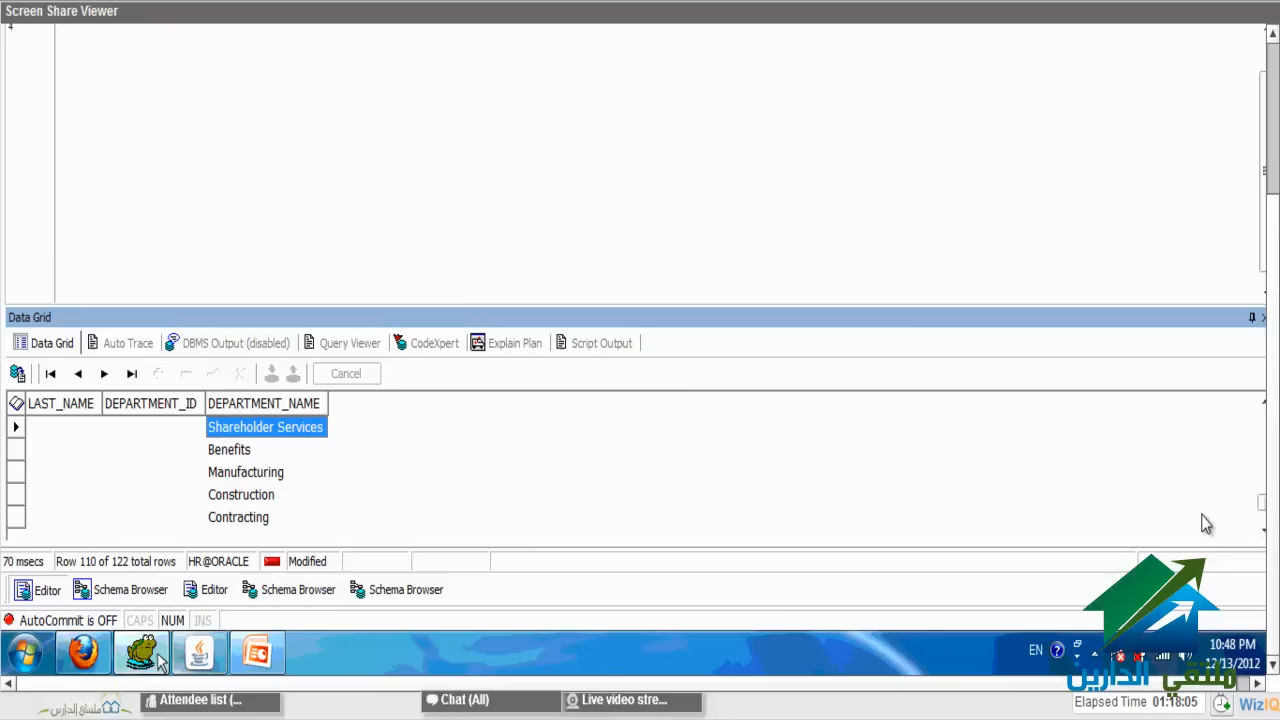 Screen Share Viewer
4
Data Grid
Data Grid Auto Trace DBMS Output (disabled) Query Viewer CodeXpert Explain Plan Script Output
Cancel
LAST_NAME DEPARTMENT_ID DEPARTMENT_NAME
Shareholder Services
Benefits
Manufacturing
Construction
Contracting
70 msecs Row 110 of 122 total rows HR@ORACLE Modified
Editor Schema Browser Editor Schema Browser Schema Browser
AutoCommit is OFF CAPS NUM INS
EN 10:48 PM
12/13/2012
ملتقي الدارين
Attendee list (... Chat (All) Live video stre... Elapsed Time 01:18:05 WizIQ